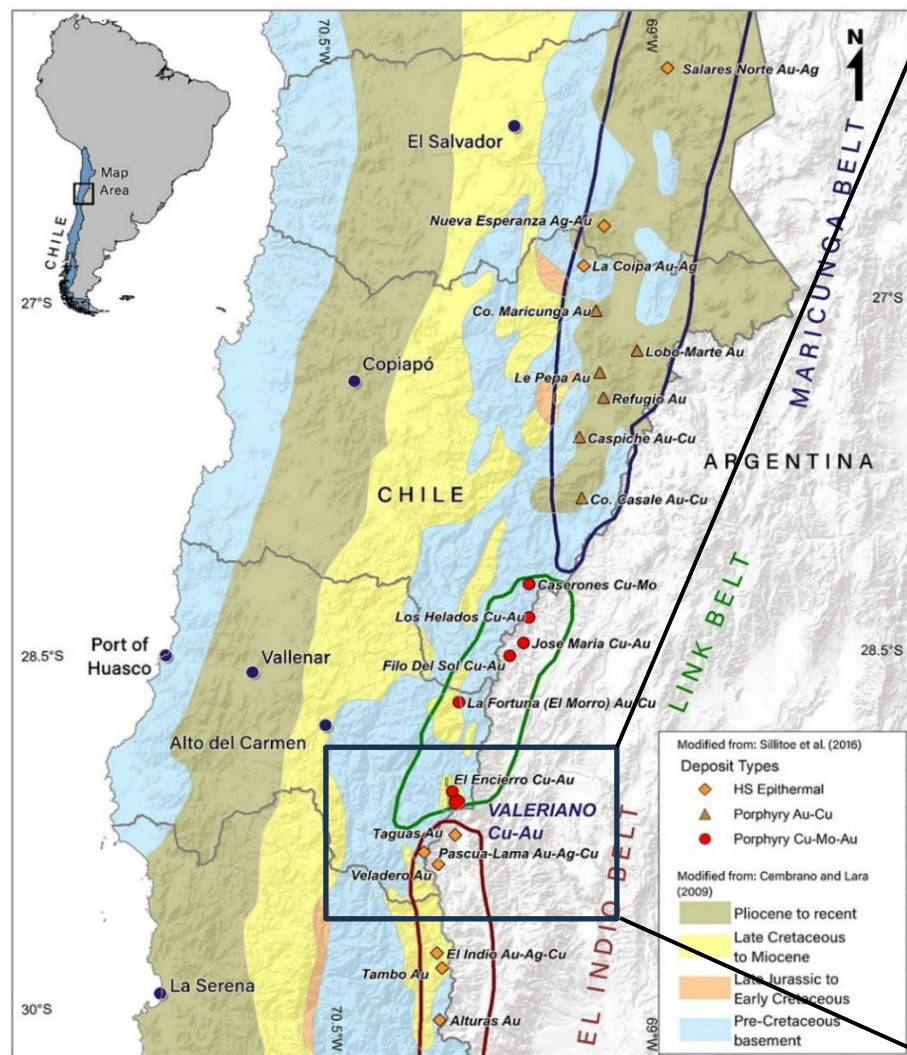 70.5°W
69°W
N
Salares Norte Au-Ag
El Salvador
Map
Area
CHILE
MARICUNGA BELT
Nueva Esperanza Ag-Au
La Coipa Au-Ag
27°S
27°S
Co. Maricunga Au
Lobo-Marte Au
Copiapó
Le Pepa Au
Refugio Au
Caspiche Au-Cu
ARGENTINA
CHILE
Co. Casale Au-Cu
Caserones Cu-Mo
LINK BELT
Los Helados Cu-Au
Port of
Huasco
Jose Maria Cu-Au
28.5°S
28.5°S
Vallenar
Filo Del Sol Cu-Au
La Fortuna (El Morro) Au-Cu
Alto del Carmen
El Encierro Cu-Au
VALERIANO
Cu-Au
Taguas Au
Pascua-Lama Au-Ag-Cu
Veladero Au
EL INDIO BELT
El Indio Au-Ag-Cu
Tambo Au
La Serena
30°S
Alturas Au
70.5°W
69°W
Modified from: Sillitoe et al. (2016)
Deposit Types
HS Epithermal
Porphyry Au-Cu
Porphyry Cu-Mo-Au
Modified from: Cembrano and Lara
(2009)
Pliocene to recent
Late Cretaceous
to Miocene
Late Jurassic to
Early Cretaceous
Pre-Cretaceous
basement